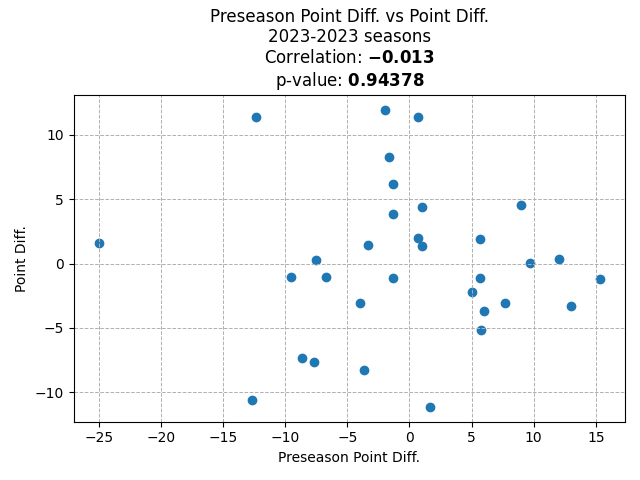 Preseason Point Diff. vs Point Diff.
2023-2023 seasons
Correlation: −0.013
p-value: 0.94378
10
5
0
−5
−10
Point Diff.
−25 −20 −15 −10 −5 0 5 10 15
Preseason Point Diff.